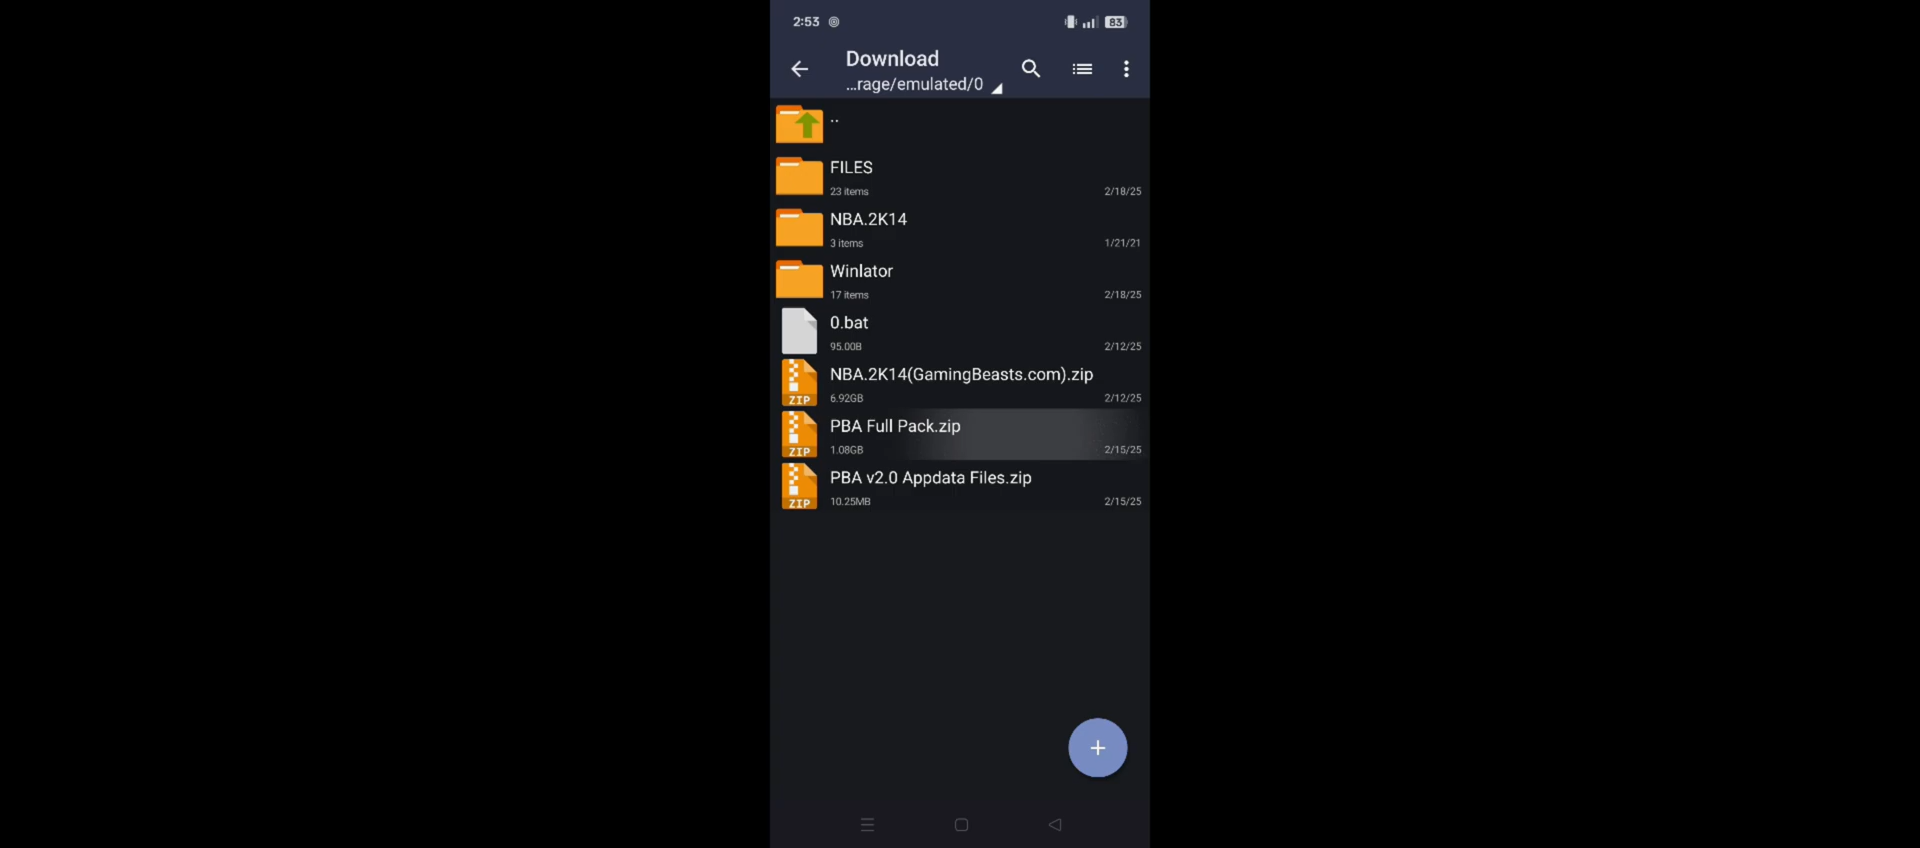 2:53
83
Download
...rage/emulated/0
..
FILES
23 items 2/18/25
NBA.2K14
3 items 1/21/21
Winlator
17 items 2/18/25
0.bat
95.00B 2/12/25
NBA.2K14(GamingBeasts.com).zip
ZIP 6.92GB 2/12/25
PBA Full Pack.zip
ZIP 1.08GB 2/15/25
PBA v2.0 Appdata Files.zip
ZIP 10.25MB 2/15/25